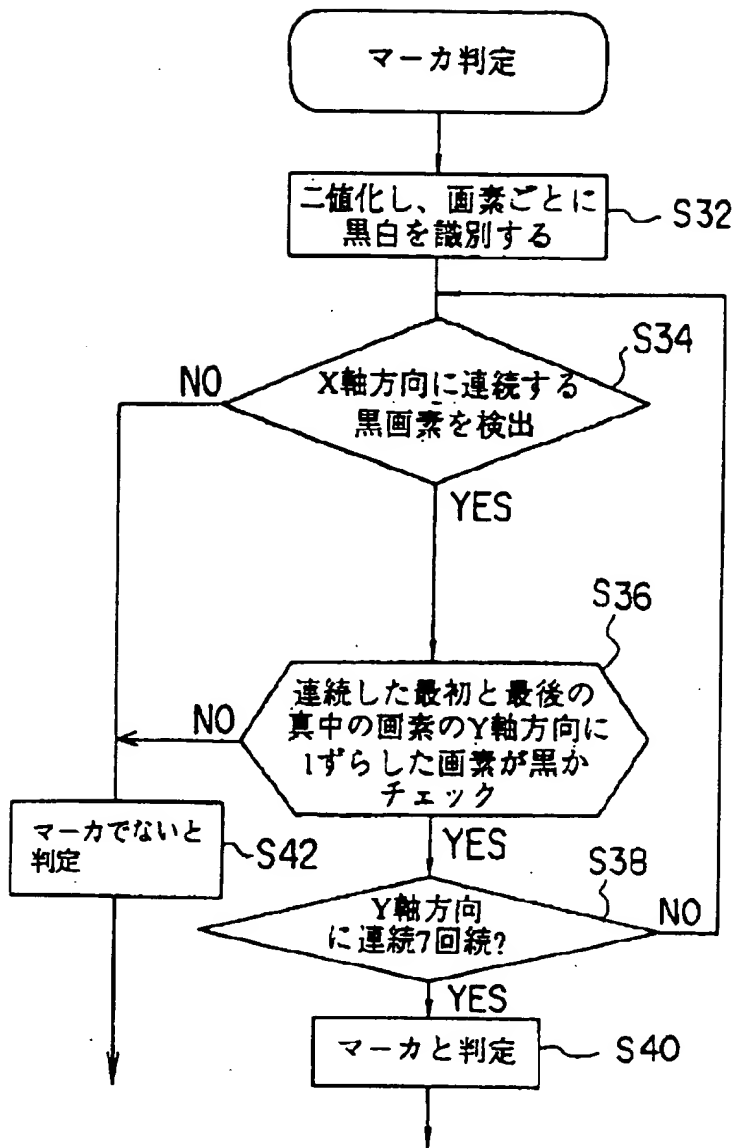 マーカ判定
二値化し、画素ごとに
黒白を識別する
S32
S34
NO
X軸方向に連続する
黒画素を検出
YES
S36
NO
連続した最初と最後の
真中の画素のY軸方向に
1ずらした画素が黒か
チェック
マーカでないと
判定
S42
YES
S38
Y軸方向
に連続7回続?
NO
YES
マーカと判定
S40